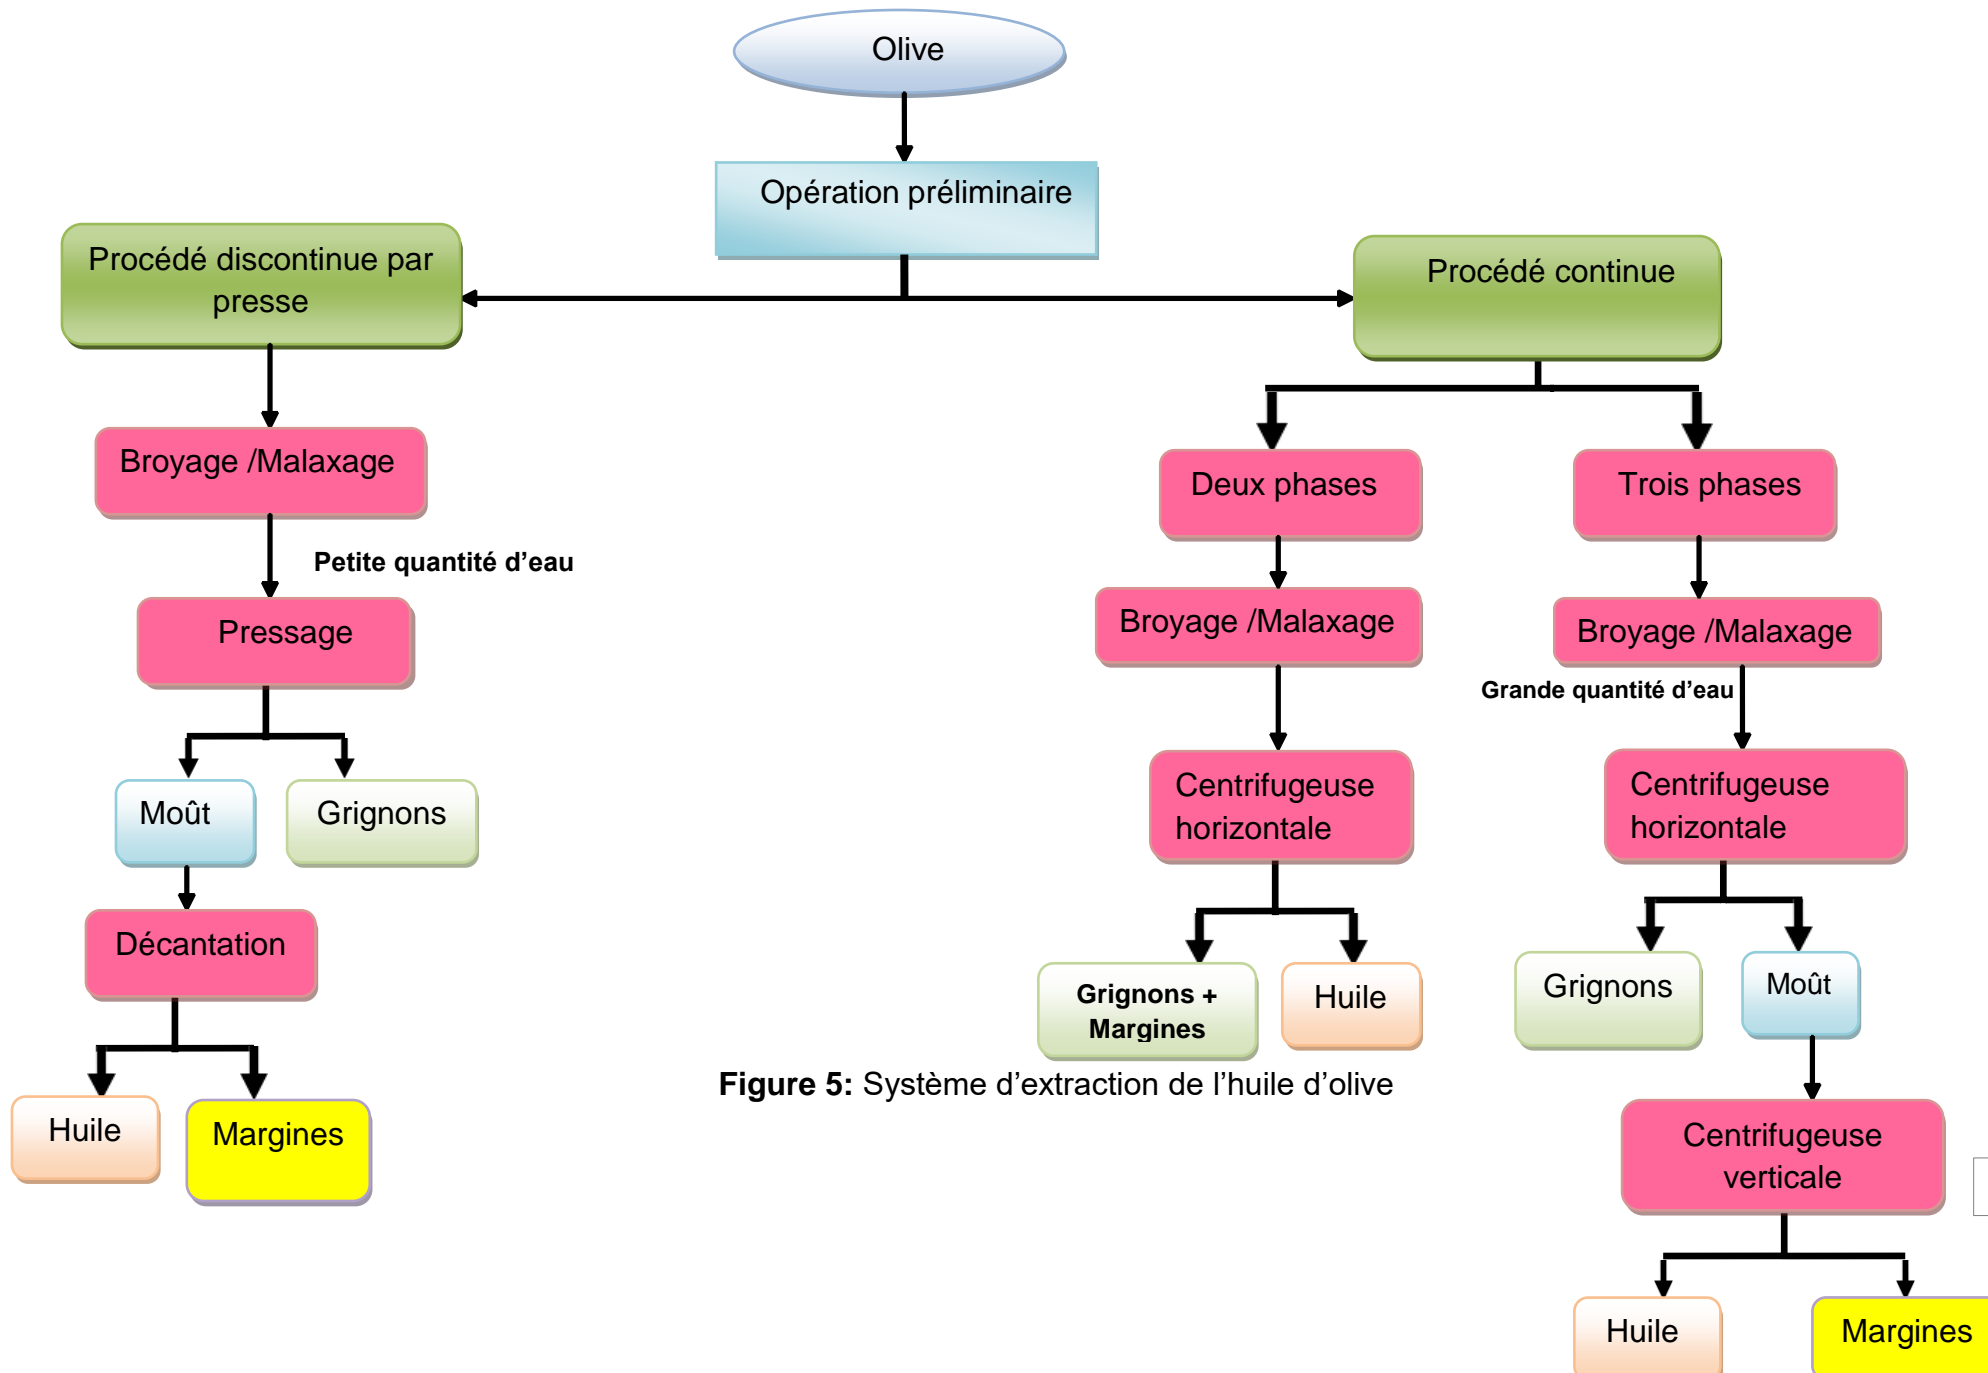 Olive
Opération préliminaire
Procédé discontinue par
presse
Procédé continue
Broyage /Malaxage
Deux phases
Trois phases
Petite quantité d’eau
Pressage
Broyage /Malaxage
Broyage /Malaxage
Grande quantité d’eau
Moût
Grignons
Centrifugeuse
horizontale
Centrifugeuse
horizontale
Décantation
Grignons +
Margines
Huile
Grignons
Moût
Figure 5: Système d’extraction de l’huile d’olive
Huile
Margines
Centrifugeuse
verticale
Huile
Margines